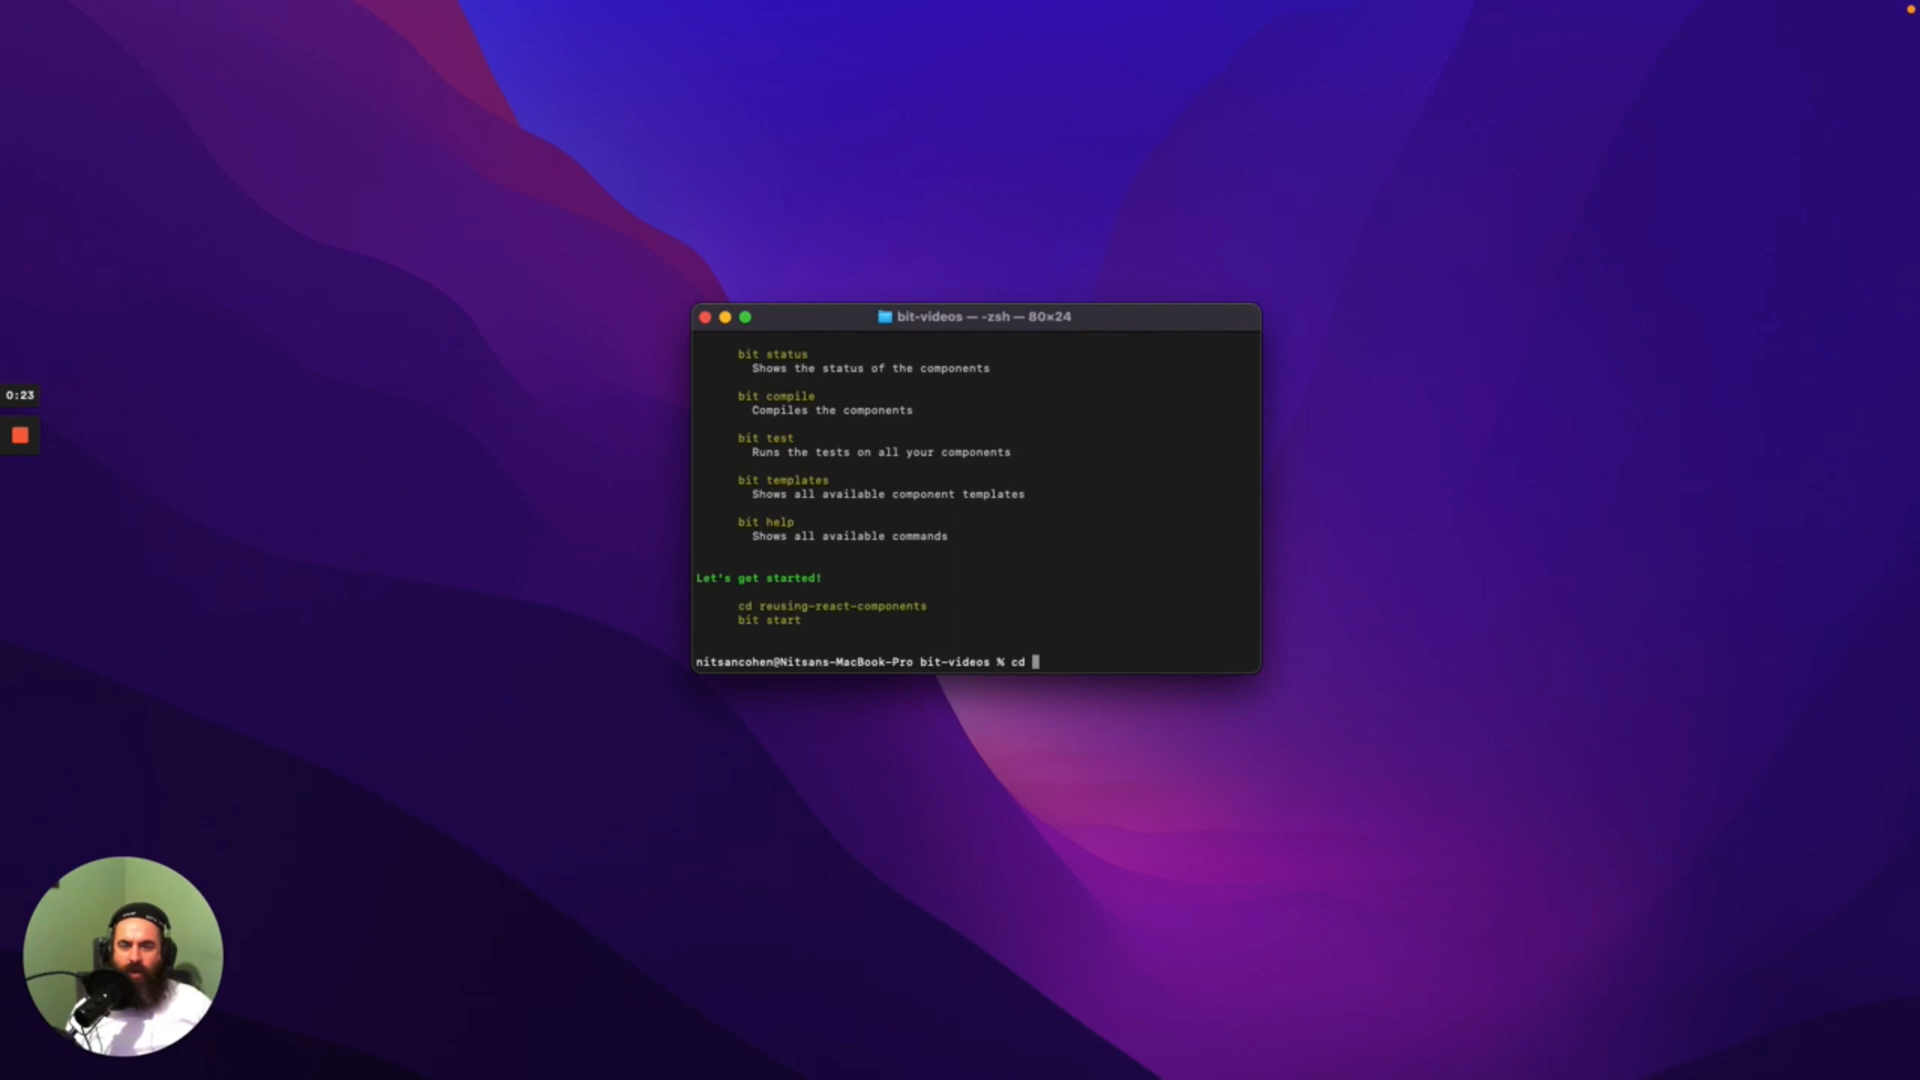 bit-videos — -zsh — 80×24
bit status
Shows the status of the components
bit compile
Compiles the components
bit test
Runs the tests on all your components
bit templates
Shows all available component templates
bit help
Shows all available commands
Let's get started!
cd reusing-react-components
bit start
nitsancohen@Nitsans-MacBook-Pro bit-videos % cd
0:23